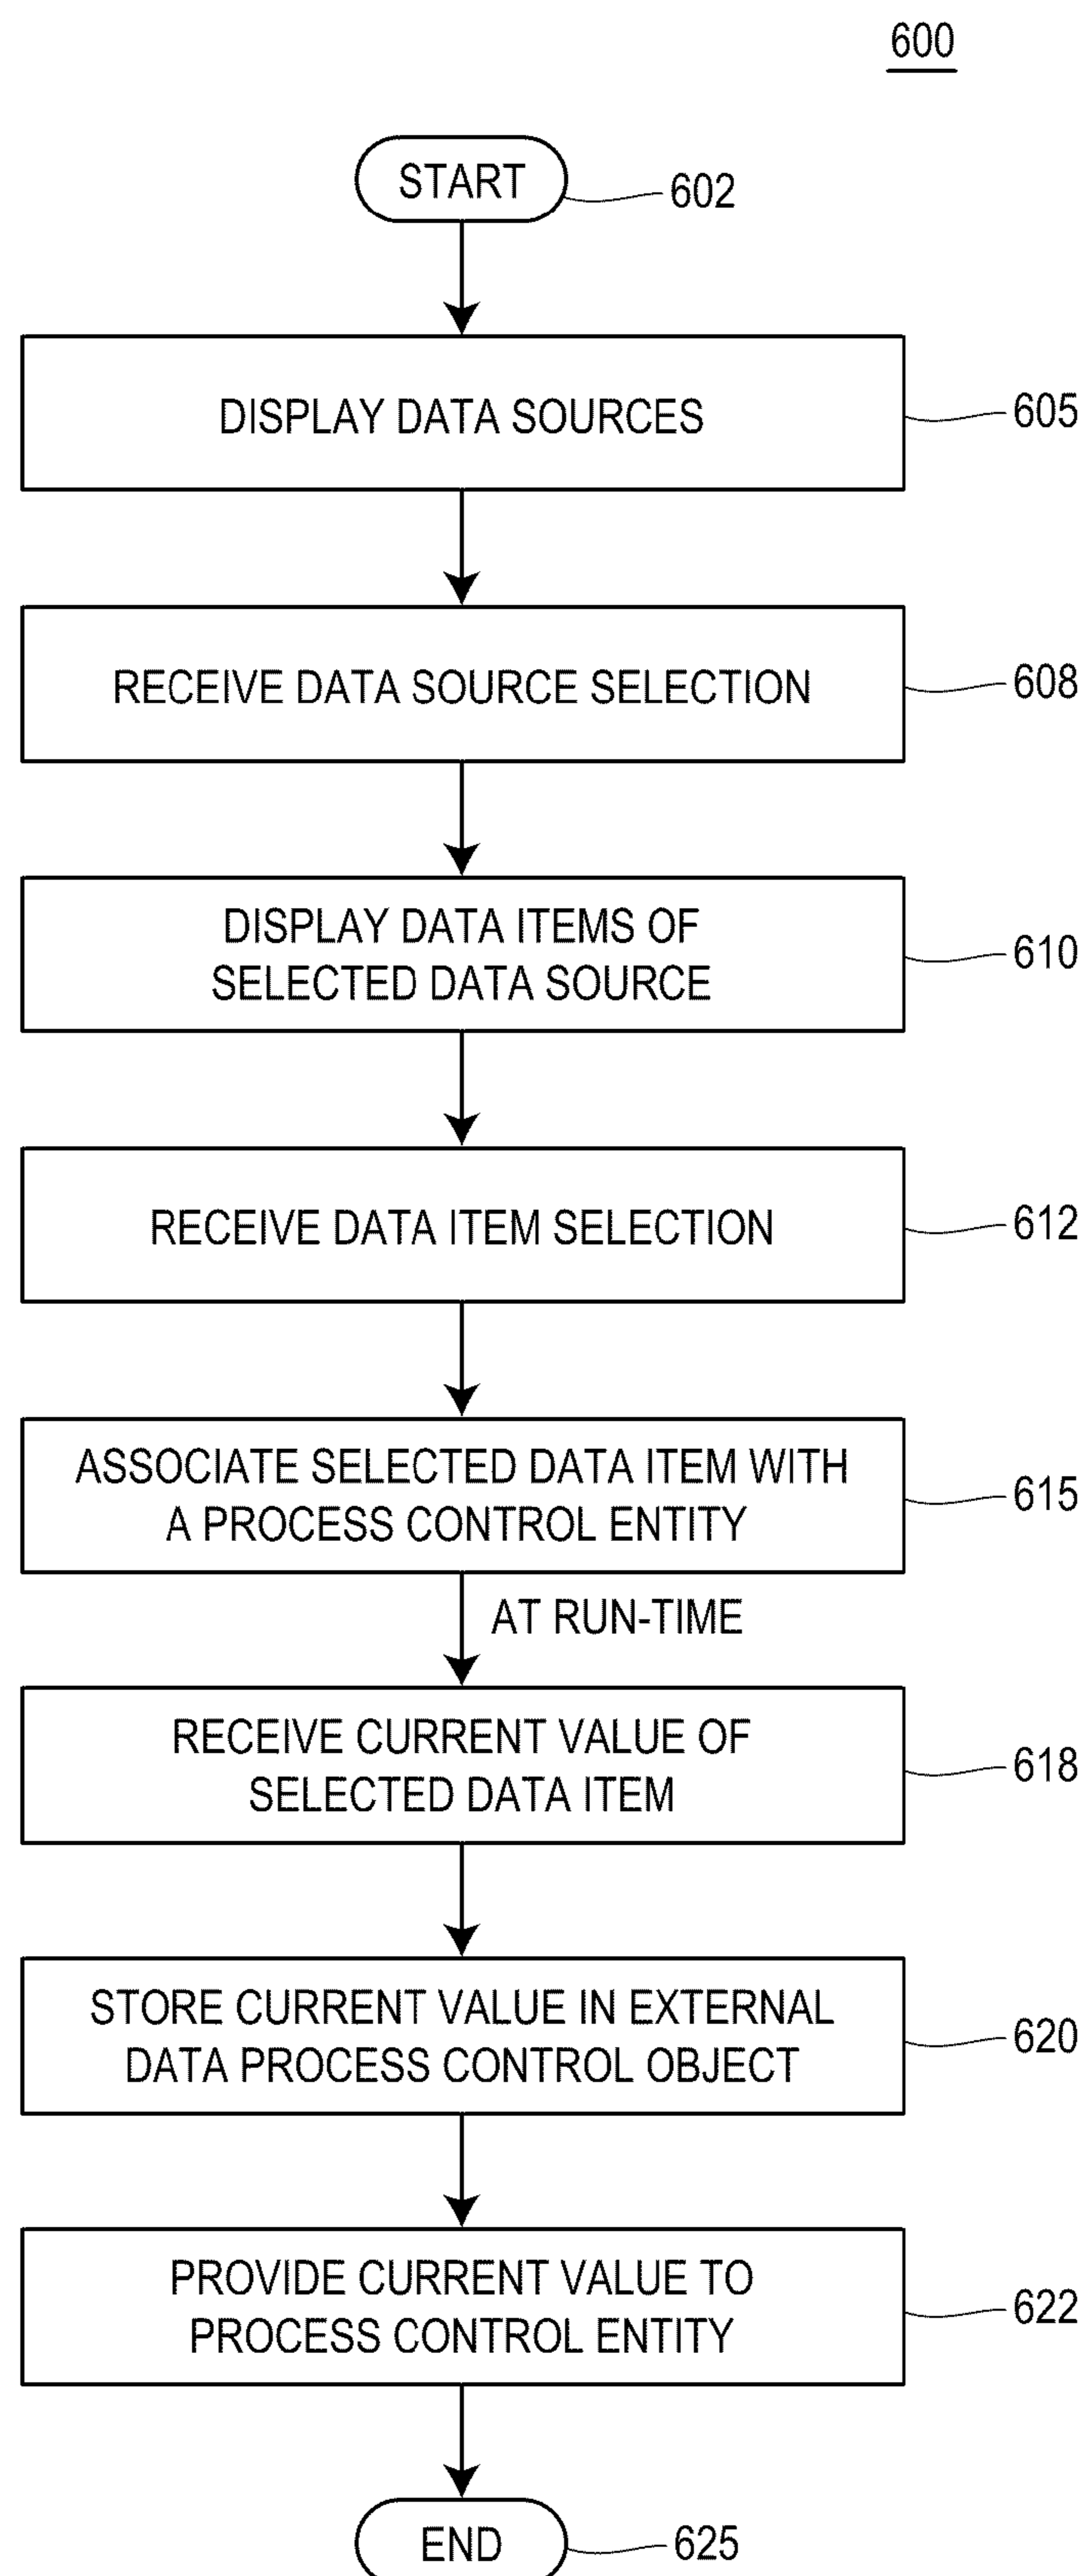 600
START
602
DISPLAY DATA SOURCES
605
RECEIVE DATA SOURCE SELECTION
608
DISPLAY DATA ITEMS OF
SELECTED DATA SOURCE
610
RECEIVE DATA ITEM SELECTION
612
ASSOCIATE SELECTED DATA ITEM WITH
A PROCESS CONTROL ENTITY
615
AT RUN-TIME
RECEIVE CURRENT VALUE OF
SELECTED DATA ITEM
618
STORE CURRENT VALUE IN EXTERNAL
DATA PROCESS CONTROL OBJECT
620
PROVIDE CURRENT VALUE TO
PROCESS CONTROL ENTITY
622
END
625